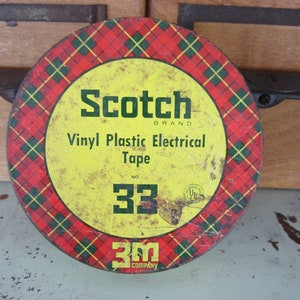 Scotch
BRAND
Vinyl Plastic Electrical
Tape
NO.
33
3m
COMPANY